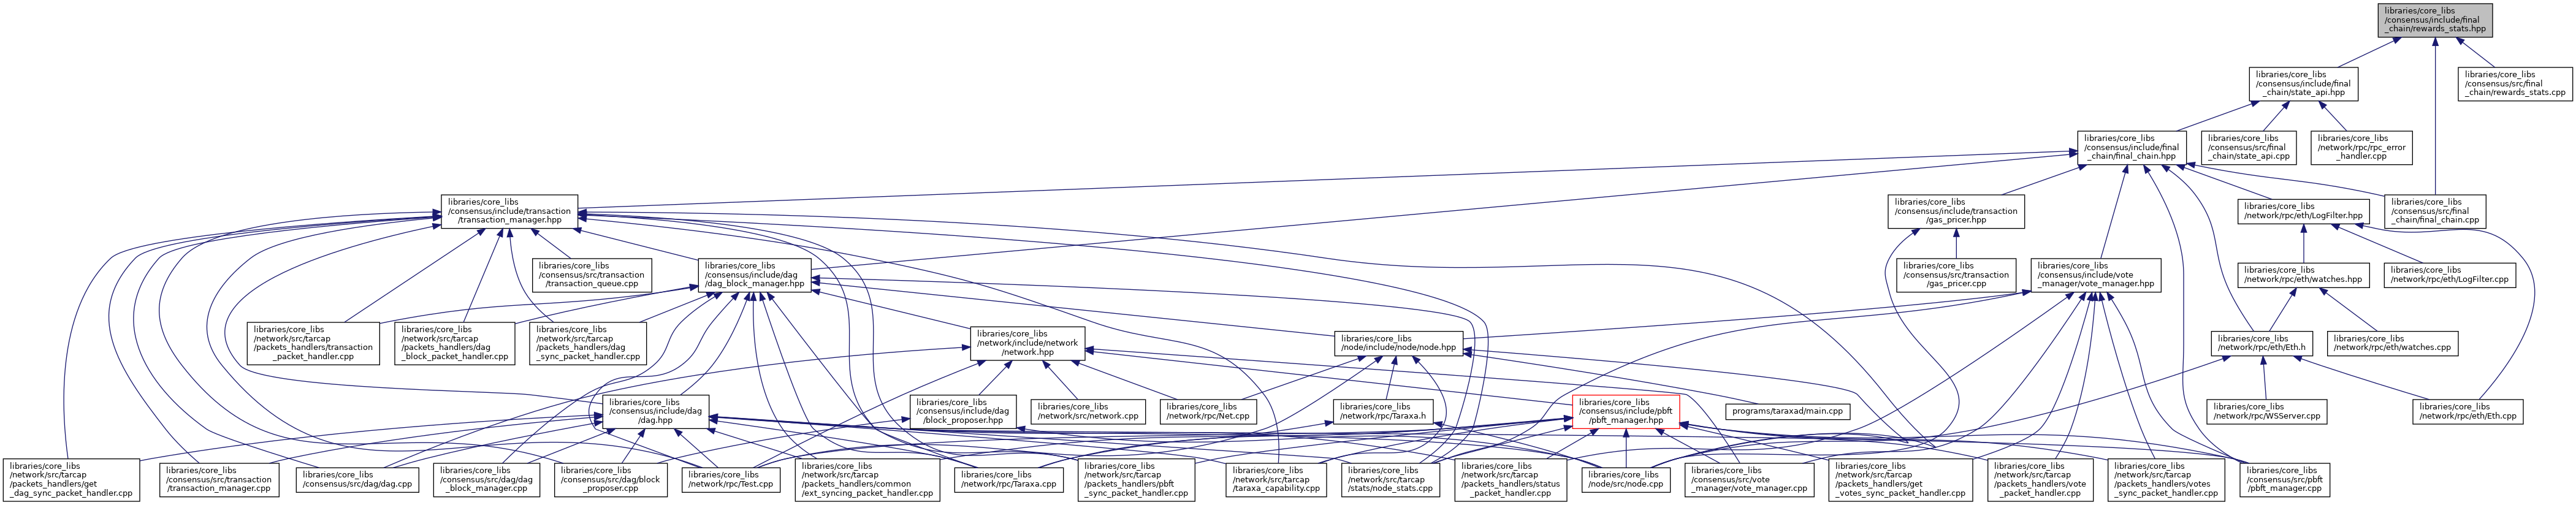 libraries/core_libs
/consensus/include/final
_chain/rewards_stats.hpp
libraries/core_libs
/consensus/include/final
_chain/state_api.hpp
libraries/core_libs
/consensus/src/final
_chain/rewards_stats.cpp
libraries/core_libs
/consensus/include/final
_chain/final_chain.hpp
libraries/core_libs
/consensus/src/final
_chain/state_api.cpp
libraries/core_libs
/network/rpc/rpc_error
_handler.cpp
libraries/core_libs
/consensus/include/transaction
/transaction_manager.hpp
libraries/core_libs
/consensus/include/transaction
/gas_pricer.hpp
libraries/core_libs
/network/rpc/eth/LogFilter.hpp
libraries/core_libs
/consensus/src/final
_chain/final_chain.cpp
libraries/core_libs
/consensus/src/transaction
/transaction_queue.cpp
libraries/core_libs
/consensus/include/dag
/dag_block_manager.hpp
libraries/core_libs
/consensus/src/transaction
/gas_pricer.cpp
libraries/core_libs
/consensus/include/vote
_manager/vote_manager.hpp
libraries/core_libs
/network/rpc/eth/watches.hpp
libraries/core_libs
/network/rpc/eth/LogFilter.cpp
libraries/core_libs
/network/src/tarcap
/packets_handlers/transaction
_packet_handler.cpp
libraries/core_libs
/network/src/tarcap
/packets_handlers/dag
_block_packet_handler.cpp
libraries/core_libs
/network/src/tarcap
/packets_handlers/dag
_sync_packet_handler.cpp
libraries/core_libs
/network/include/network
/network.hpp
libraries/core_libs
/node/include/node/node.hpp
libraries/core_libs
/network/rpc/eth/Eth.h
libraries/core_libs
/network/rpc/eth/watches.cpp
libraries/core_libs
/consensus/include/dag
/dag.hpp
libraries/core_libs
/consensus/include/dag
/block_proposer.hpp
libraries/core_libs
/network/src/network.cpp
libraries/core_libs
/network/rpc/Net.cpp
libraries/core_libs
/network/rpc/Taraxa.h
libraries/core_libs
/consensus/include/pbft
/pbft_manager.hpp
programs/taraxad/main.cpp
libraries/core_libs
/network/rpc/WSServer.cpp
libraries/core_libs
/network/rpc/eth/Eth.cpp
libraries/core_libs
/network/src/tarcap
/packets_handlers/get
_dag_sync_packet_handler.cpp
libraries/core_libs
/consensus/src/transaction
/transaction_manager.cpp
libraries/core_libs
/consensus/src/dag/dag.cpp
libraries/core_libs
/consensus/src/dag/dag
_block_manager.cpp
libraries/core_libs
/consensus/src/dag/block
_proposer.cpp
libraries/core_libs
/network/rpc/Test.cpp
libraries/core_libs
/network/src/tarcap
/packets_handlers/common
/ext_syncing_packet_handler.cpp
libraries/core_libs
/network/rpc/Taraxa.cpp
libraries/core_libs
/network/src/tarcap
/packets_handlers/pbft
_sync_packet_handler.cpp
libraries/core_libs
/network/src/tarcap
/taraxa_capability.cpp
libraries/core_libs
/network/src/tarcap
/stats/node_stats.cpp
libraries/core_libs
/network/src/tarcap
/packets_handlers/status
_packet_handler.cpp
libraries/core_libs
/node/src/node.cpp
libraries/core_libs
/consensus/src/vote
_manager/vote_manager.cpp
libraries/core_libs
/network/src/tarcap
/packets_handlers/get
_votes_sync_packet_handler.cpp
libraries/core_libs
/network/src/tarcap
/packets_handlers/vote
_packet_handler.cpp
libraries/core_libs
/network/src/tarcap
/packets_handlers/votes
_sync_packet_handler.cpp
libraries/core_libs
/consensus/src/pbft
/pbft_manager.cpp